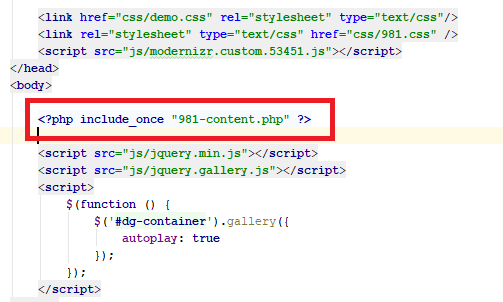 <link href="css/demo.css" rel="stylesheet" type="text/css"/>
<link rel="stylesheet" type="text/css" href="css/981.css" />
<script src="js/modernizr.custom.53451.js"></script>
</head>
<body>
<?php include_once "981-content.php" ?>
<script src="js/jquery.min.js"></script>
<script src="js/jquery.gallery.js"></script>
<script>
$(function () {
$('#dg-container').gallery({
autoplay: true
});
});
</script>